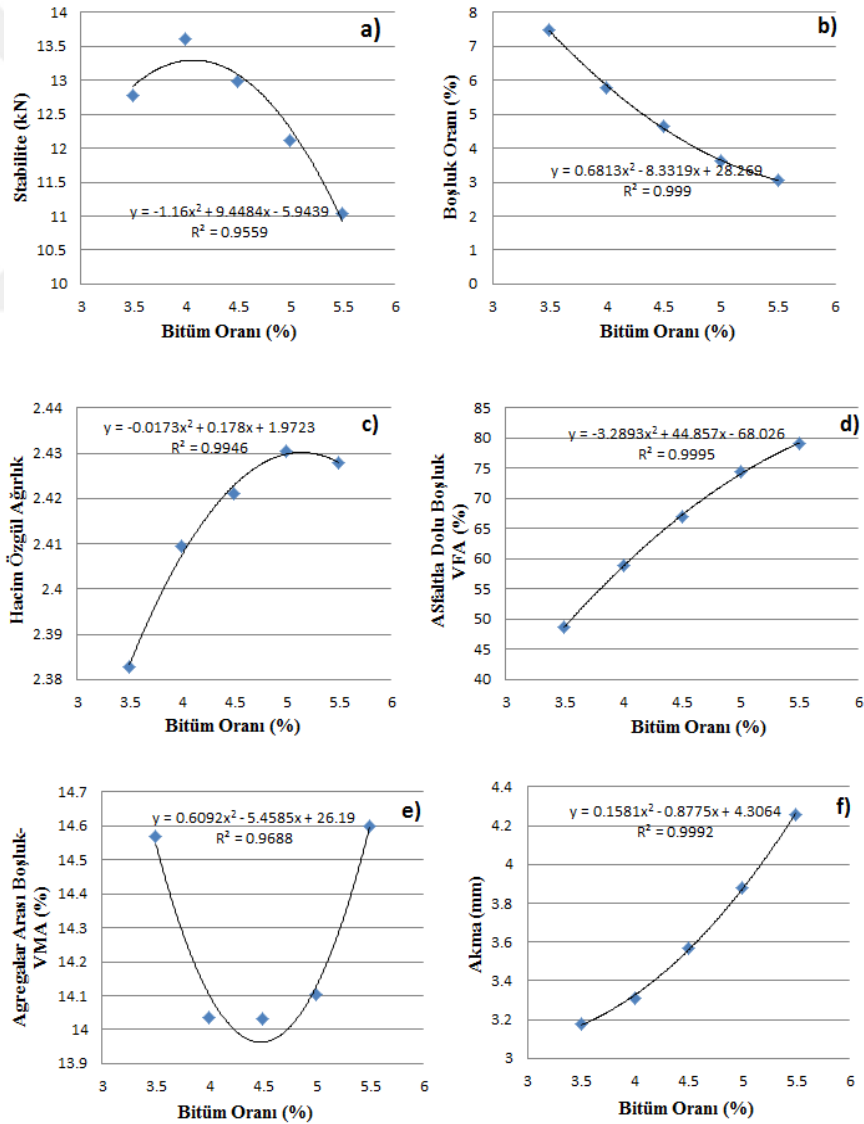 a)
14
13.5
13
12.5
12
11.5
11
10.5
10
Stabilite (kN)
y = -1.16x² + 9.4484x - 5.9439
R² = 0.9559
3 3.5 4 4.5 5 5.5 6
Bitüm Oranı (%)
b)
8
7
6
5
4
3
2
1
0
Boşluk Oranı (%)
y = 0.6813x² - 8.3319x + 28.269
R² = 0.999
3 3.5 4 4.5 5 5.5 6
Bitüm Oranı (%)
c)
2.44
2.43
2.42
2.41
2.4
2.39
2.38
Hacim Özgül Ağırlık
y = -0.0173x² + 0.178x + 1.9723
R² = 0.9946
3 3.5 4 4.5 5 5.5 6
Bitüm Oranı (%)
d)
85
80
75
70
65
60
55
50
45
40
ASfaltla Dolu Boşluk
VFA (%)
y = -3.2893x² + 44.857x - 68.026
R² = 0.9995
3 3.5 4 4.5 5 5.5 6
Bitüm Oranı (%)
e)
14.7
14.6
14.5
14.4
14.3
14.2
14.1
14
13.9
Agregalar Arası Boşluk-
VMA (%)
y = 0.6092x² - 5.4585x + 26.19
R² = 0.9688
3 3.5 4 4.5 5 5.5 6
Bitüm Oranı (%)
f)
4.4
4.2
4
3.8
3.6
3.4
3.2
3
Akma (mm)
y = 0.1581x² - 0.8775x + 4.3064
R² = 0.9992
3 3.5 4 4.5 5 5.5 6
Bitüm Oranı (%)